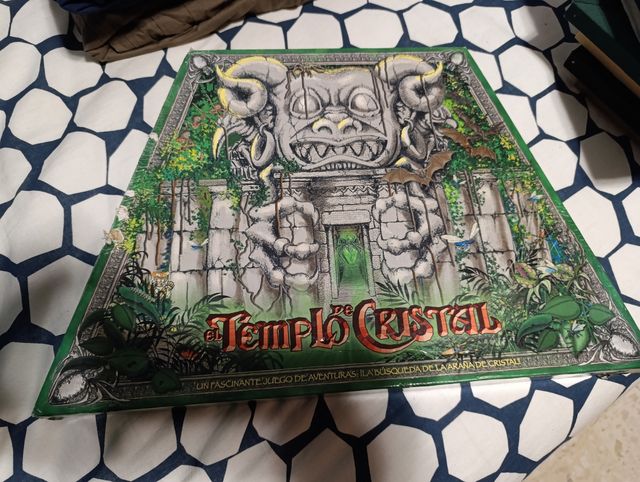 EL TEMPLO DE CRISTAL
UN FASCINANTE JUEGO DE AVENTURAS: ¡LA BÚSQUEDA DE LA ARAÑA DE CRISTAL!